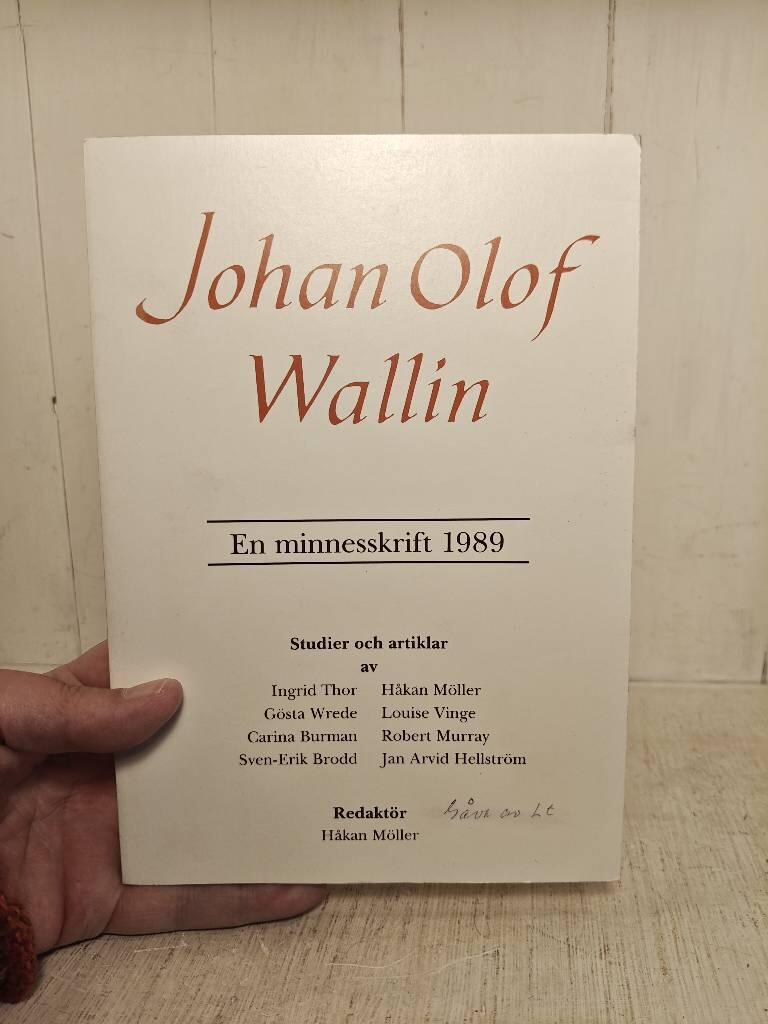 Johan Olof
Wallin
En minnesskrift 1989
Studier och artiklar
av
Ingrid Thor Håkan Möller
Gösta Wrede Louise Vinge
Carina Burman Robert Murray
Sven-Erik Brodd Jan Arvid Hellström
Redaktör Gåva av Lt
Håkan Möller